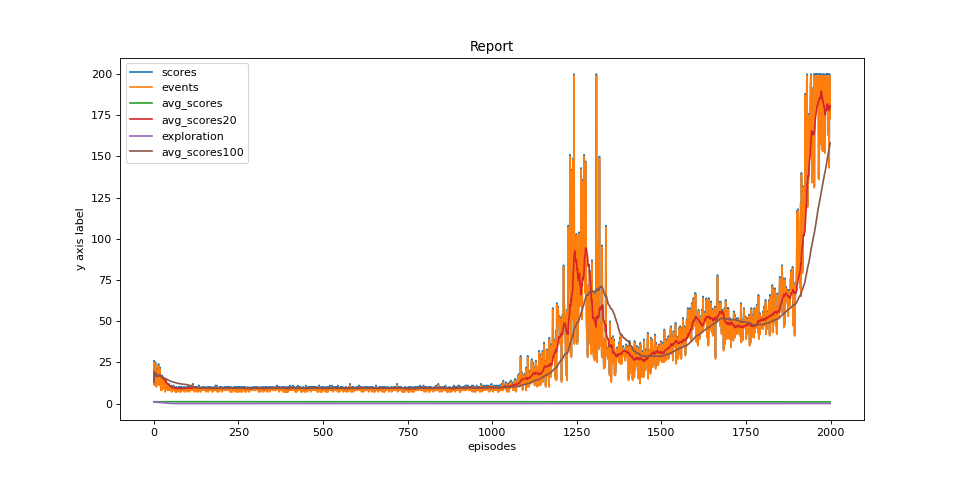 Report
scores
events
avg_scores
avg_scores20
exploration
avg_scores100
y axis label
200
175
150
125
100
75
50
25
0
0 250 500 750 1000 1250 1500 1750 2000
episodes